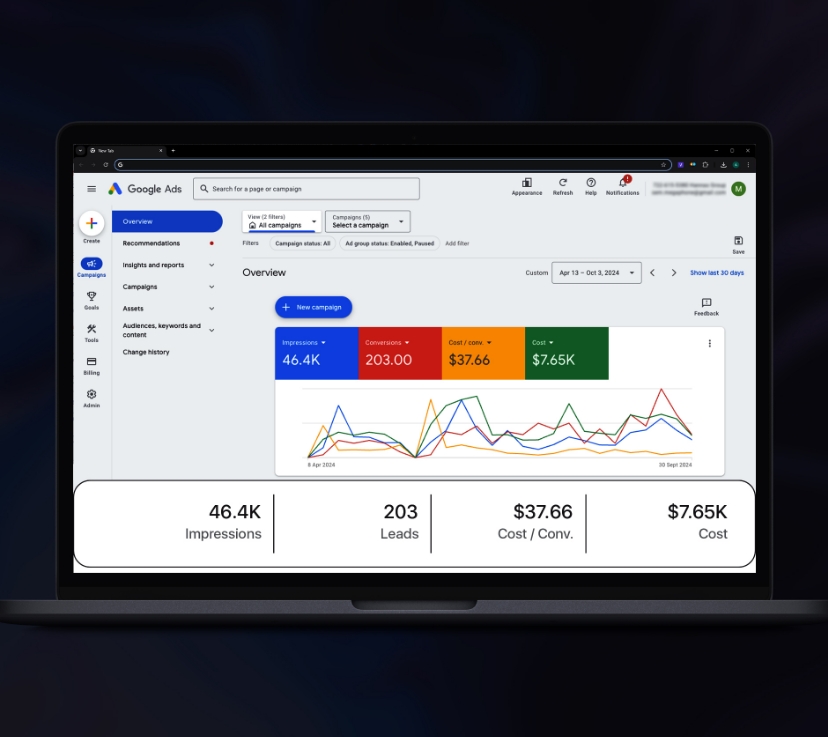 New Tab
Google Ads
Search for a page or campaign
Appearance
Refresh
Help
Notifications
M
Create
Campaigns
Goals
Tools
Billing
Admin
Overview
Recommendations
Insights and reports
Campaigns
Assets
Audiences, keywords and
content
Change history
View (2 filters)
All campaigns
Campaigns (5)
Select a campaign
Filters
Campaign status: All
Ad group status: Enabled, Paused
Add filter
Save
Overview
Custom
Apr 13 – Oct 3, 2024
Show last 30 days
New campaign
Feedback
Impressions
46.4K
Conversions
203.00
Cost / conv.
$37.66
Cost
$7.65K
8 Apr 2024
30 Sept 2024
46.4K
Impressions
203
Leads
$37.66
Cost / Conv.
$7.65K
Cost